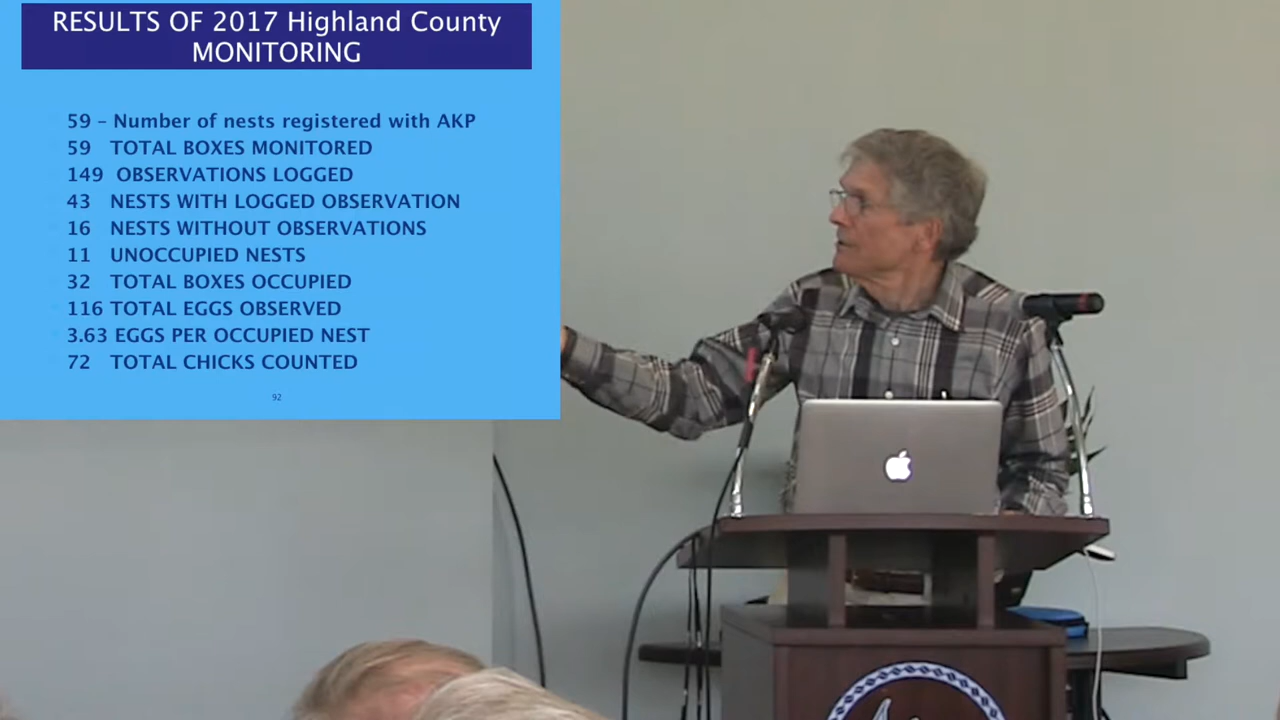 RESULTS OF 2017 Highland County
MONITORING
59 – Number of nests registered with AKP
59 TOTAL BOXES MONITORED
149 OBSERVATIONS LOGGED
43 NESTS WITH LOGGED OBSERVATION
16 NESTS WITHOUT OBSERVATIONS
11 UNOCCUPIED NESTS
32 TOTAL BOXES OCCUPIED
116 TOTAL EGGS OBSERVED
3.63 EGGS PER OCCUPIED NEST
72 TOTAL CHICKS COUNTED
92